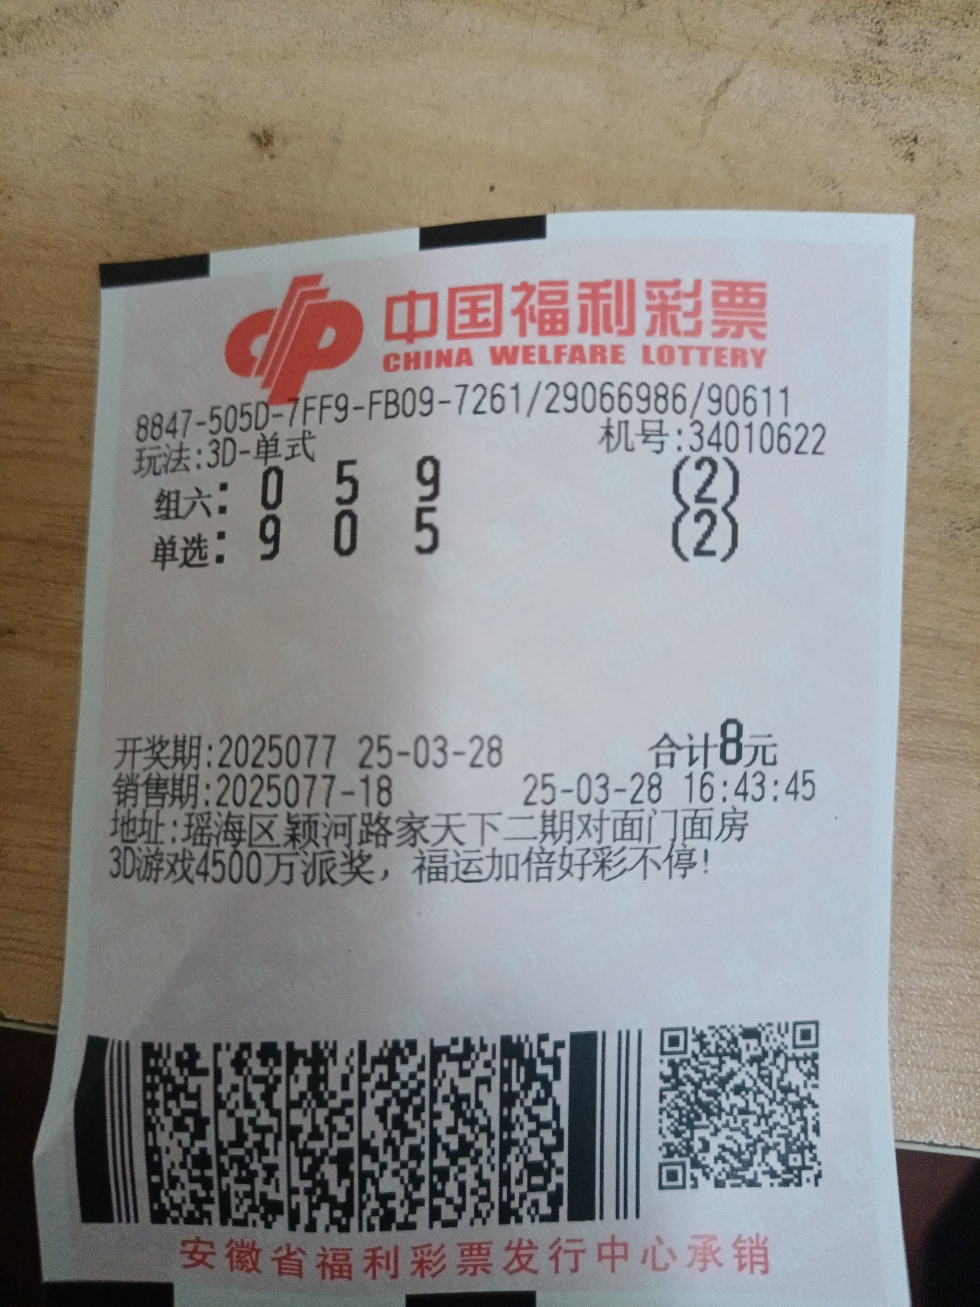 中国福利彩票
CHINA WELFARE LOTTERY
8847-505D-7FF9-FB09-7261/29066986/90611
玩法:3D-单式 机号:34010622
组六: 0 5 9 (2)
单选: 9 0 5 (2)
开奖期:2025077 25-03-28 合计8元
销售期:2025077-18 25-03-28 16:43:45
地址:瑶海区颖河路家天下二期对面门面房
3D游戏4500万派奖，福运加倍好彩不停!
安徽省福利彩票发行中心承销